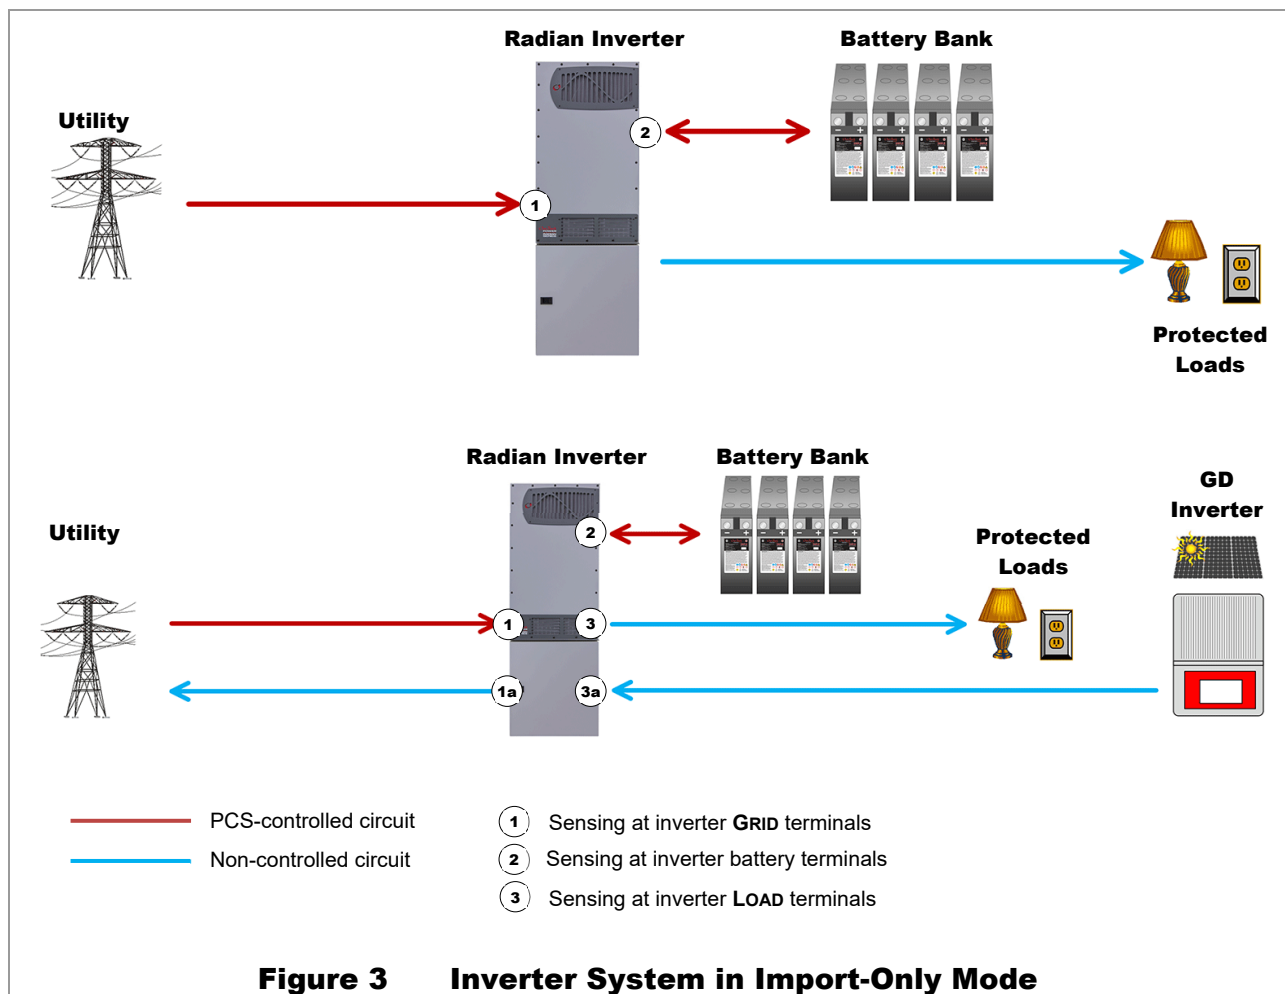 Radian Inverter
Battery Bank
Utility
2
1
Protected
Loads
Radian Inverter
Battery Bank
GD
Inverter
Utility
Protected
Loads
2
1
3
1a
3a
PCS-controlled circuit
1 Sensing at inverter GRID terminals
Non-controlled circuit
2 Sensing at inverter battery terminals
3 Sensing at inverter LOAD terminals
Figure 3 Inverter System in Import-Only Mode